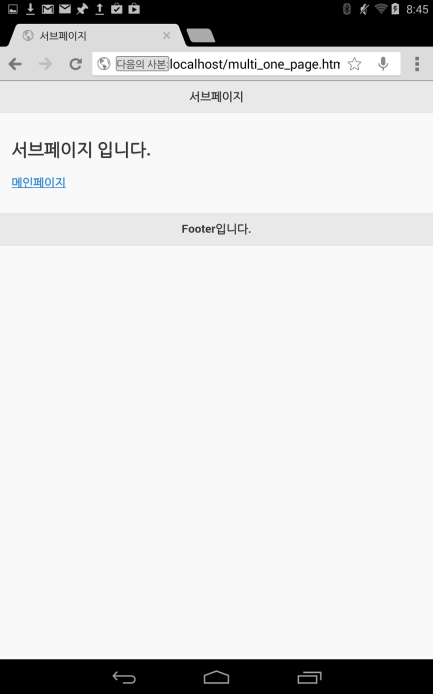 8:45
서브페이지
다음의 사본:localhost/multi_one_page.htm
서브페이지
서브페이지 입니다.
메인페이지
Footer입니다.